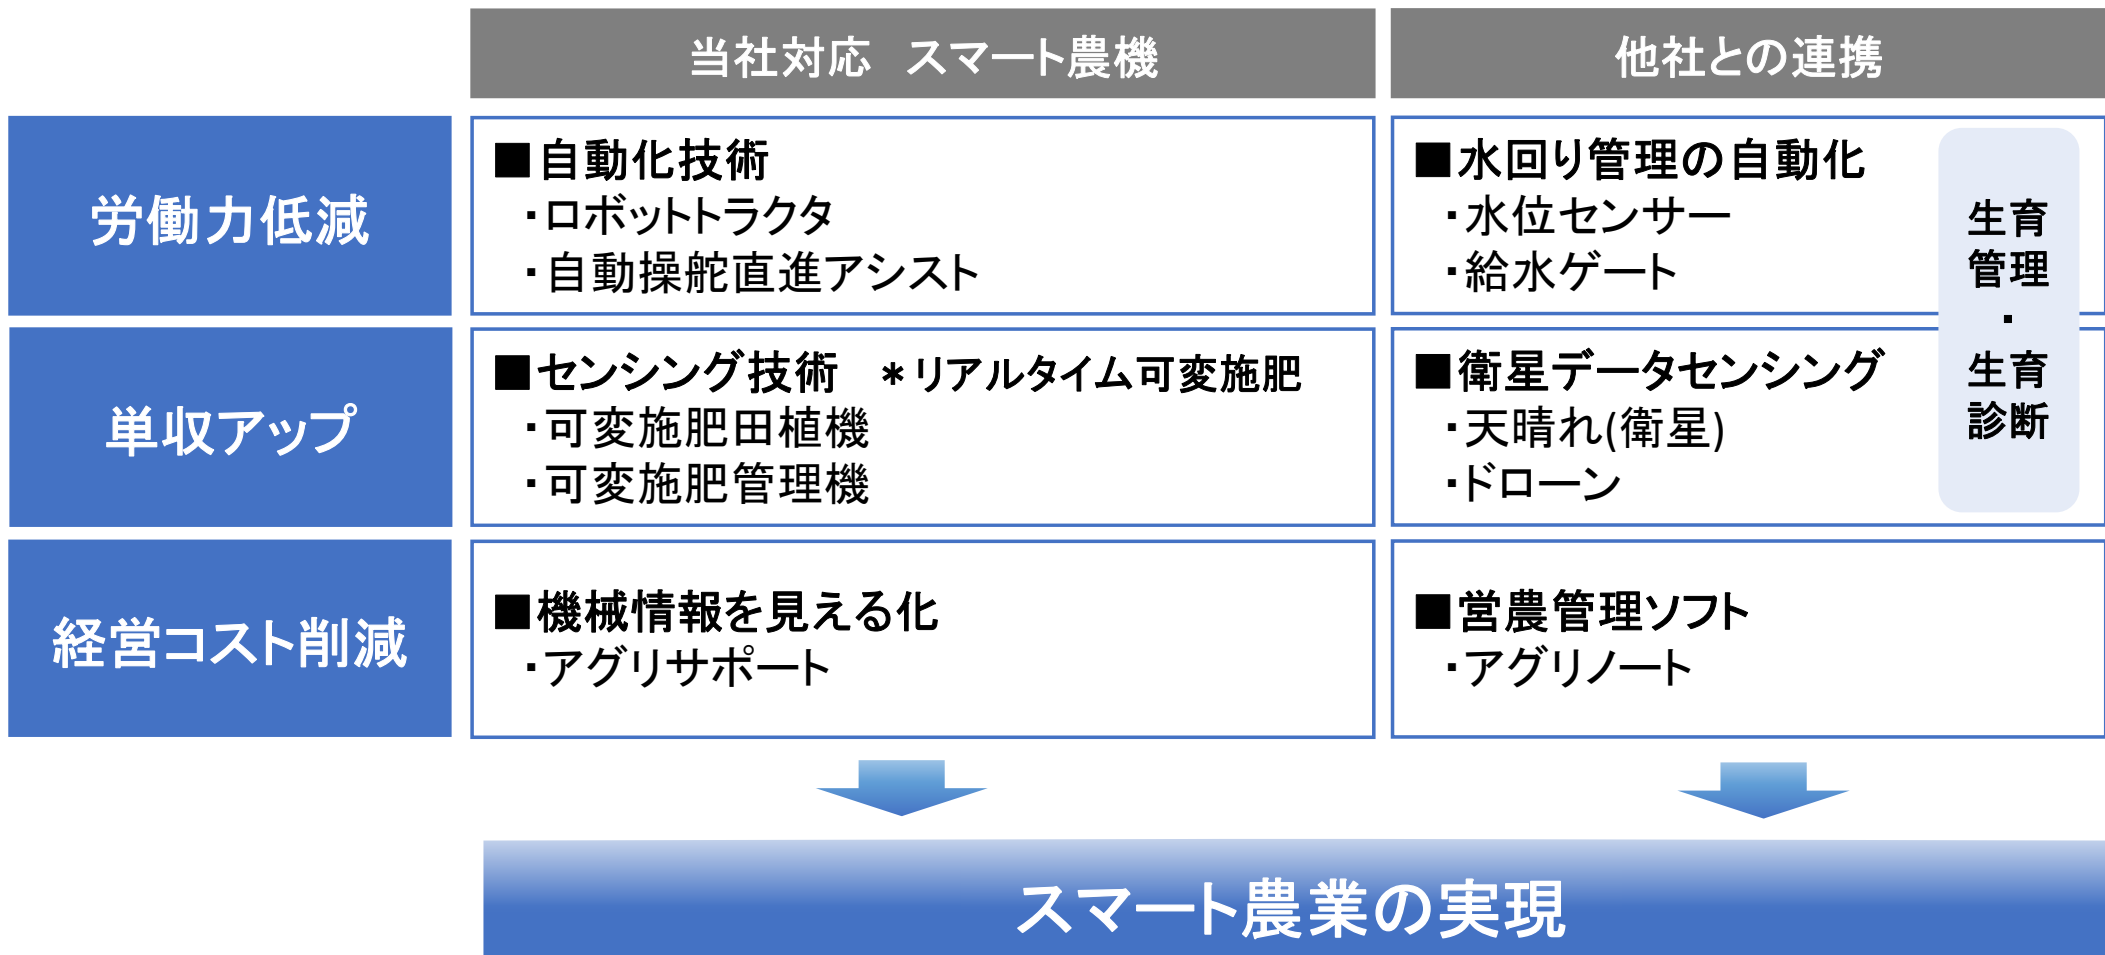 当社対応　スマート農機
他社との連携
労働力低減
■自動化技術
・ロボットトラクタ
・自動操舵直進アシスト
■水回り管理の自動化
・水位センサー
・給水ゲート
単収アップ
■センシング技術　＊リアルタイム可変施肥
・可変施肥田植機
・可変施肥管理機
■衛星データセンシング
・天晴れ(衛星)
・ドローン
生育
管理
・
生育
診断
経営コスト削減
■機械情報を見える化
・アグリサポート
■営農管理ソフト
・アグリノート
スマート農業の実現